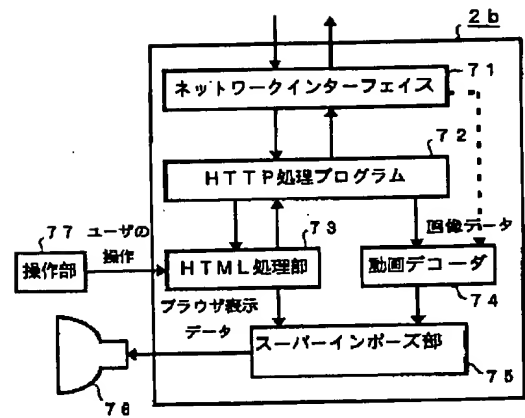 2b
ネットワークインターフェイス
71
72
HTTP処理プログラム
73
画像データ
77
ユーザの
操作
操作部
HTML処理部
動画デコーダ
74
ブラウザ表示
データ
スーパーインポーズ部
75
76